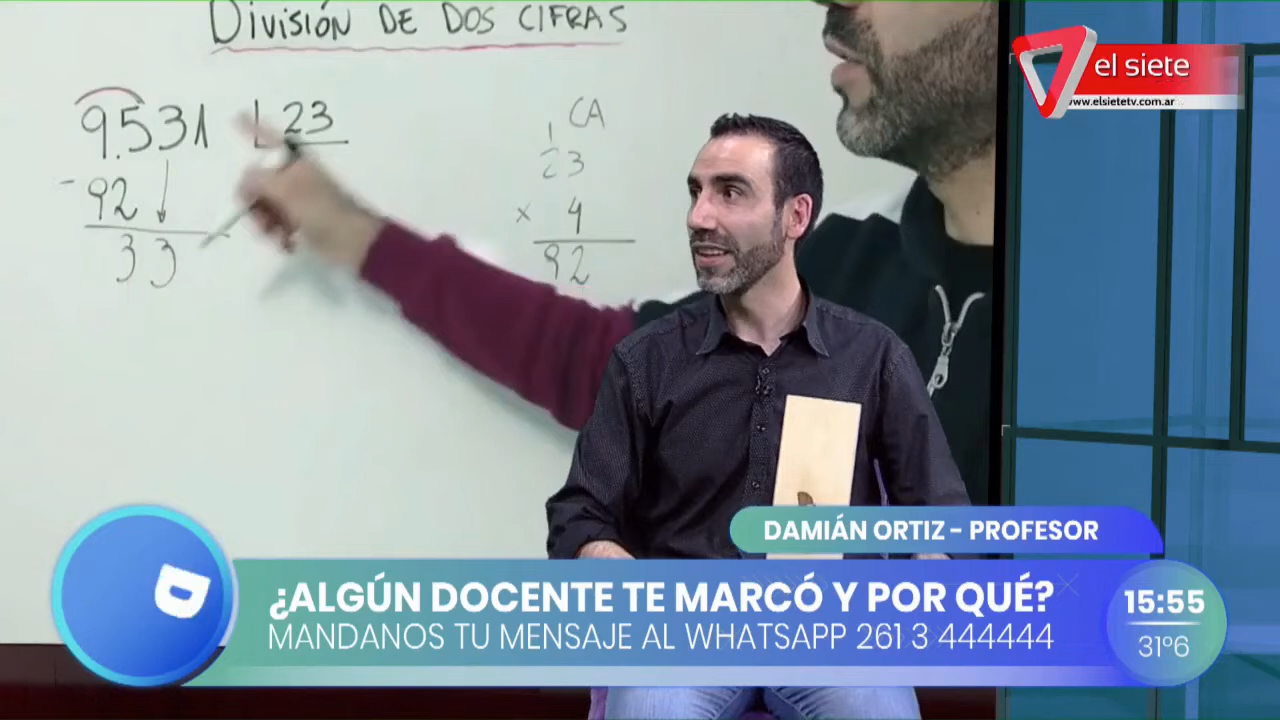 DIVISIÓN DE DOS CIFRAS
el siete
www.elsietetv.com.ar
9.531 23
CA
1
23
- 92
x 4
33
92
DAMIÁN ORTIZ - PROFESOR
¿ALGÚN DOCENTE TE MARCÓ Y POR QUÉ?
MANDANOS TU MENSAJE AL WHATSAPP 261 3 444444
15:55
31º6
D